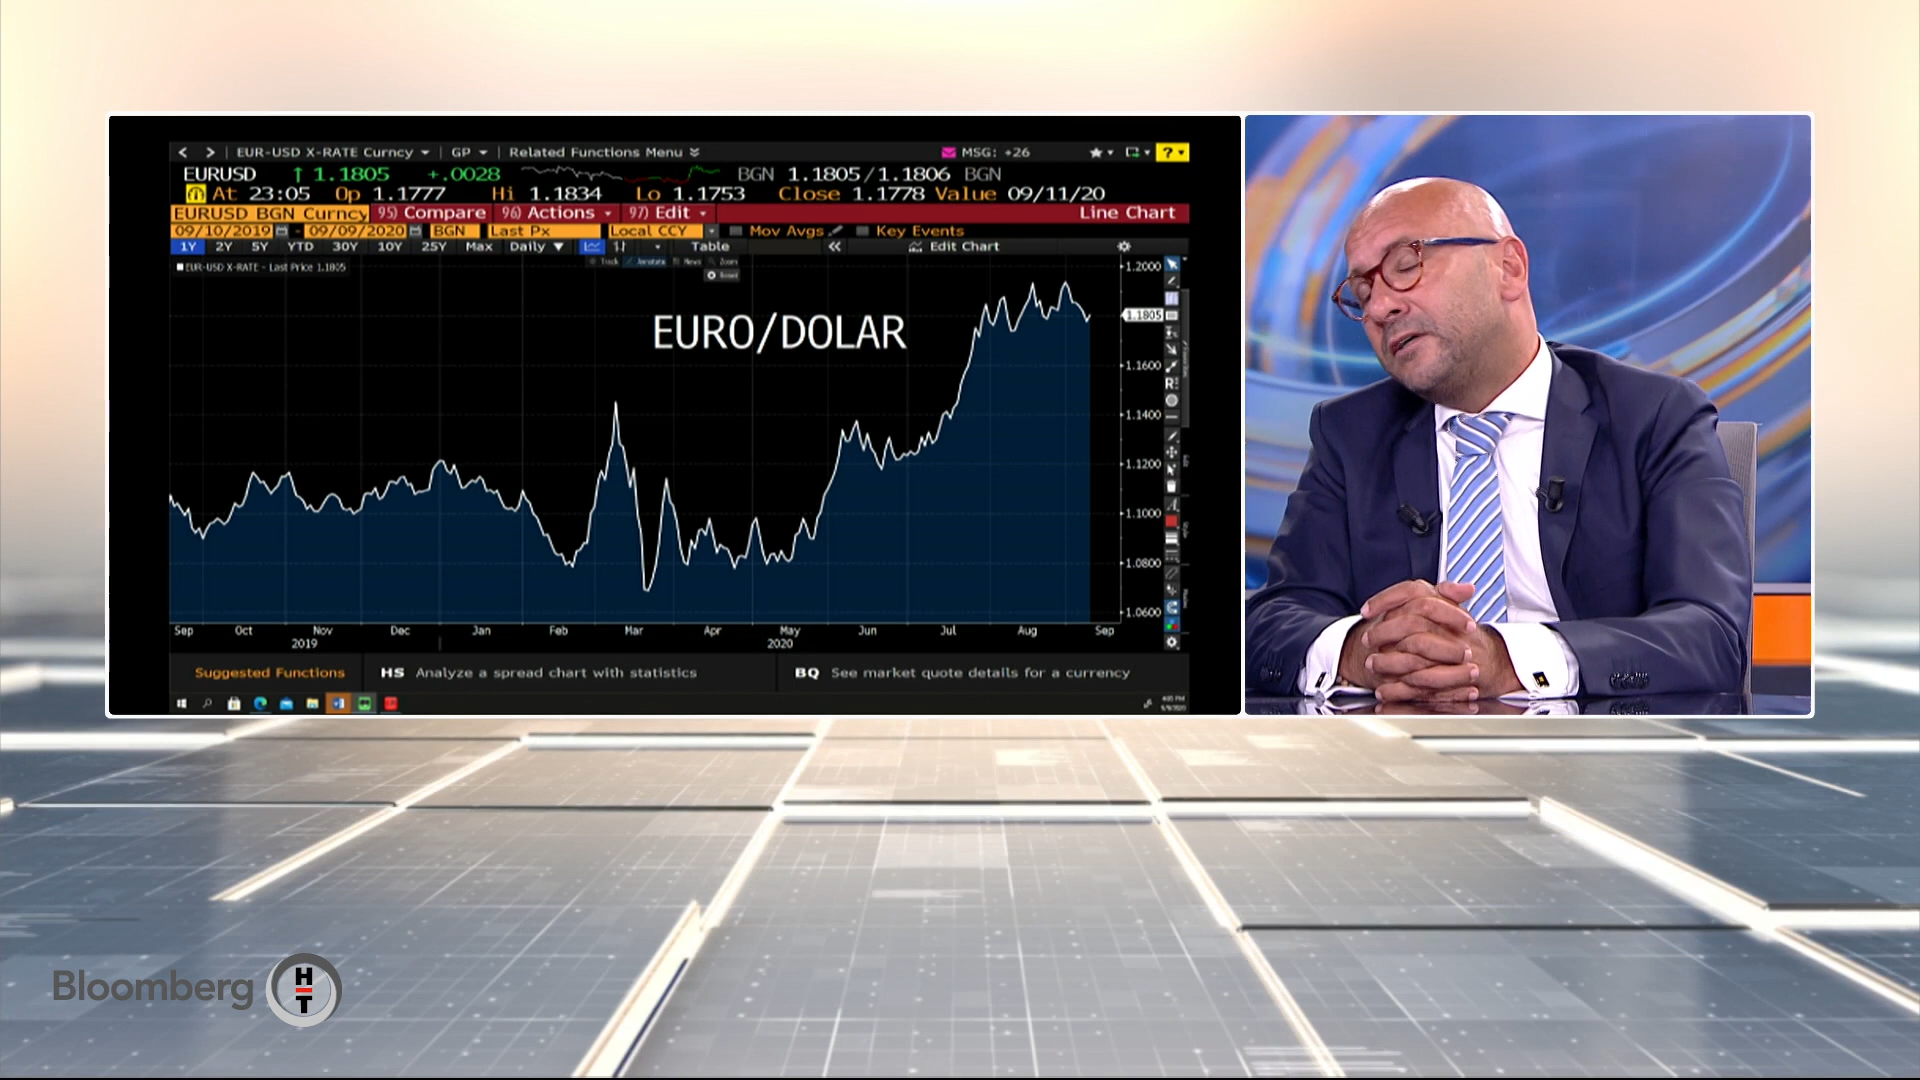 EUR-USD X-RATE Curncy | GP | Related Functions Menu MSG: +26 ?
EURUSD ↑ 1.1805 +.0028 BGN 1.1805/1.1806 BGN
At 23:05 Op 1.1777 Hi 1.1834 Lo 1.1753 Close 1.1778 Value 09/11/20
EURUSD BGN Curncy 95) Compare 96) Actions 97) Edit Line Chart
09/10/2019 - 09/09/2020 BGN Last Px Local CCY Mov Avgs Key Events
1Y 2Y 5Y YTD 30Y 10Y 25Y Max Daily ▼ Table « Edit Chart
Track Annotate News Zoom
EUR-USD X-RATE - Last Price 1.1805
EURO/DOLAR
1.2000
1.1805
1.1600
1.1400
1.1200
1.1000
1.0800
1.0600
Sep Oct Nov Dec Jan Feb Mar Apr May Jun Jul Aug Sep
2019 2020
Suggested Functions HS Analyze a spread chart with statistics BQ See market quote details for a currency
Bloomberg HT